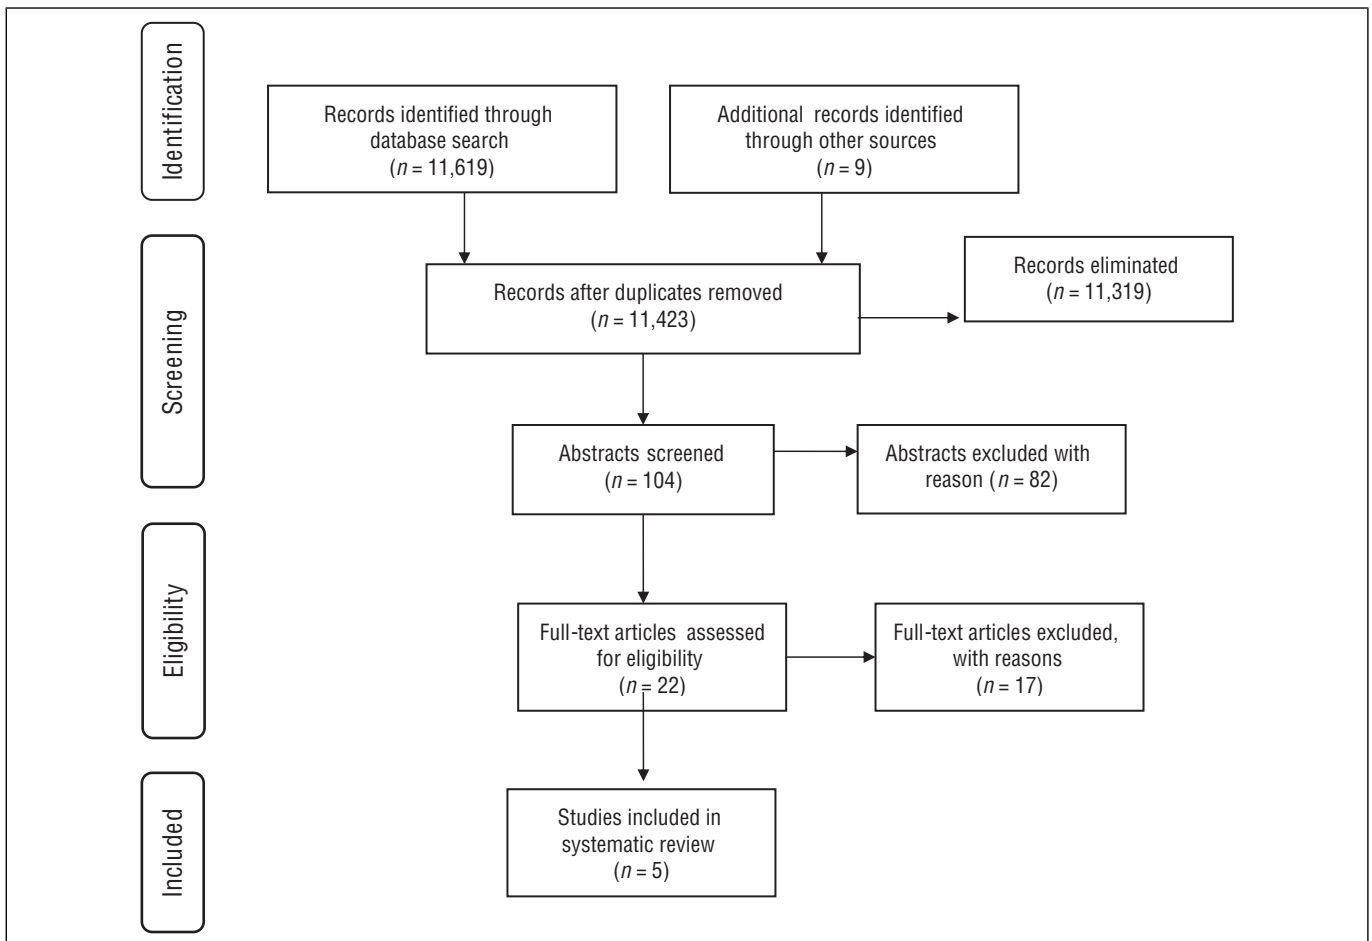 Identification
Records identified through
database search
(n = 11,619)
Additional records identified
through other sources
(n = 9)
Screening
Records after duplicates removed
(n = 11,423)
Records eliminated
(n = 11,319)
Abstracts screened
(n = 104)
Abstracts excluded with
reason (n = 82)
Eligibility
Full-text articles assessed
for eligibility
(n = 22)
Full-text articles excluded,
with reasons
(n = 17)
Included
Studies included in
systematic review
(n = 5)